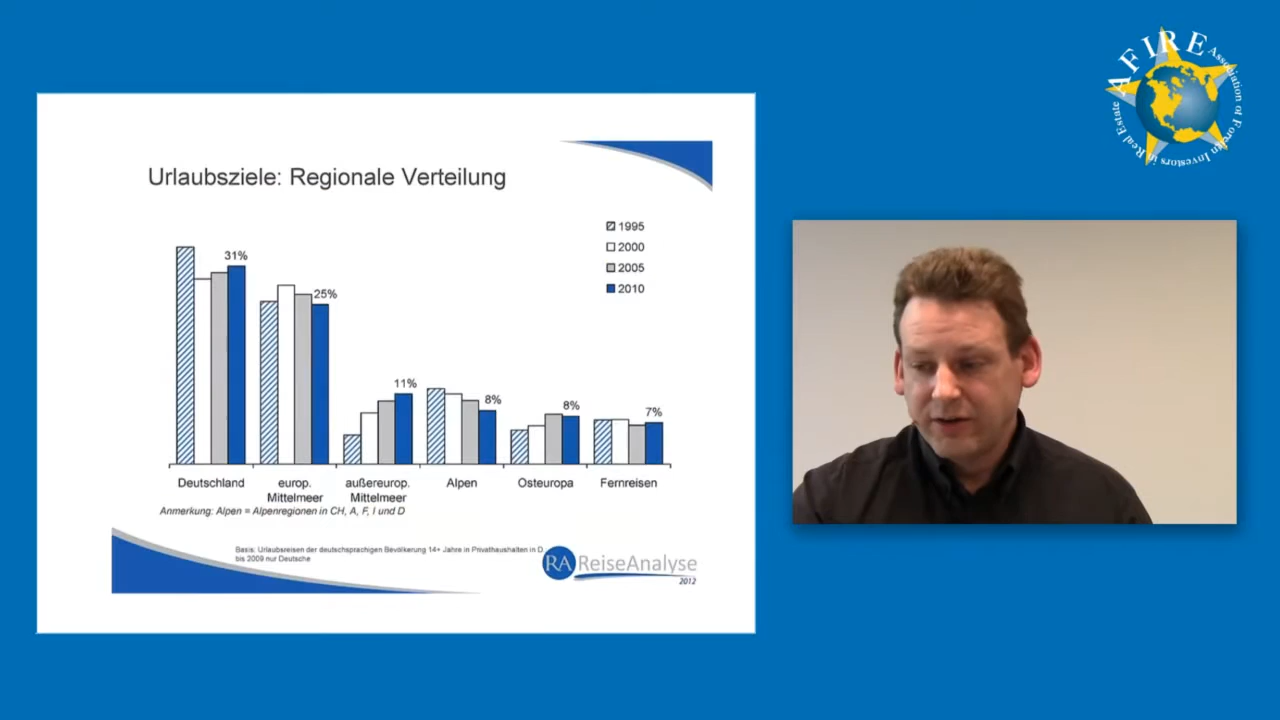 AFIRE
Association of Foreign Investors in Real Estate
Urlaubsziele: Regionale Verteilung
1995
2000
2005
2010
31%
25%
11%
8%
8%
7%
Deutschland
europ.
Mittelmeer
außereurop.
Mittelmeer
Alpen
Osteuropa
Fernreisen
Anmerkung: Alpen = Alpenregionen in CH, A, F, I und D
Basis: Urlaubsreisen der deutschsprachigen Bevölkerung 14+ Jahre in Privathaushalten in D,
bis 2009 nur Deutsche
RA ReiseAnalyse
2012